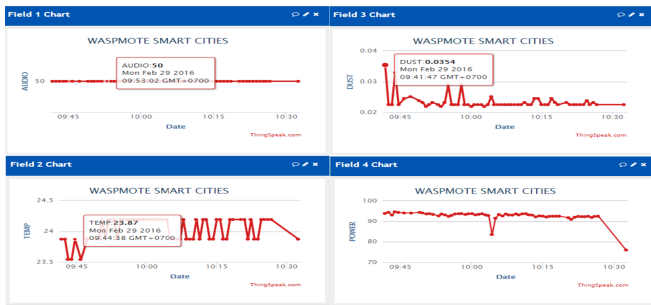 Field 1 Chart
WASPMOTE SMART CITIES
AUDIO
50
AUDIO:50
Mon Feb 29 2016
09:53:02 GMT+0700
09:45
10:00
10:15
10:30
Date
ThingSpeak.com
Field 3 Chart
WASPMOTE SMART CITIES
DUST
0.04
0.03
0.02
DUST:0.0354
Mon Feb 29 2016
09:41:47 GMT+0700
09:45
10:00
10:15
10:30
Date
ThingSpeak.com
Field 2 Chart
WASPMOTE SMART CITIES
TEMP
24.5
24
23.5
TEMP:23.87
Mon Feb 29 2016
09:44:38 GMT+0700
09:45
10:00
10:15
10:30
Date
ThingSpeak.com
Field 4 Chart
WASPMOTE SMART CITIES
POWER
100
90
80
70
09:45
10:00
10:15
10:30
Date
ThingSpeak.com